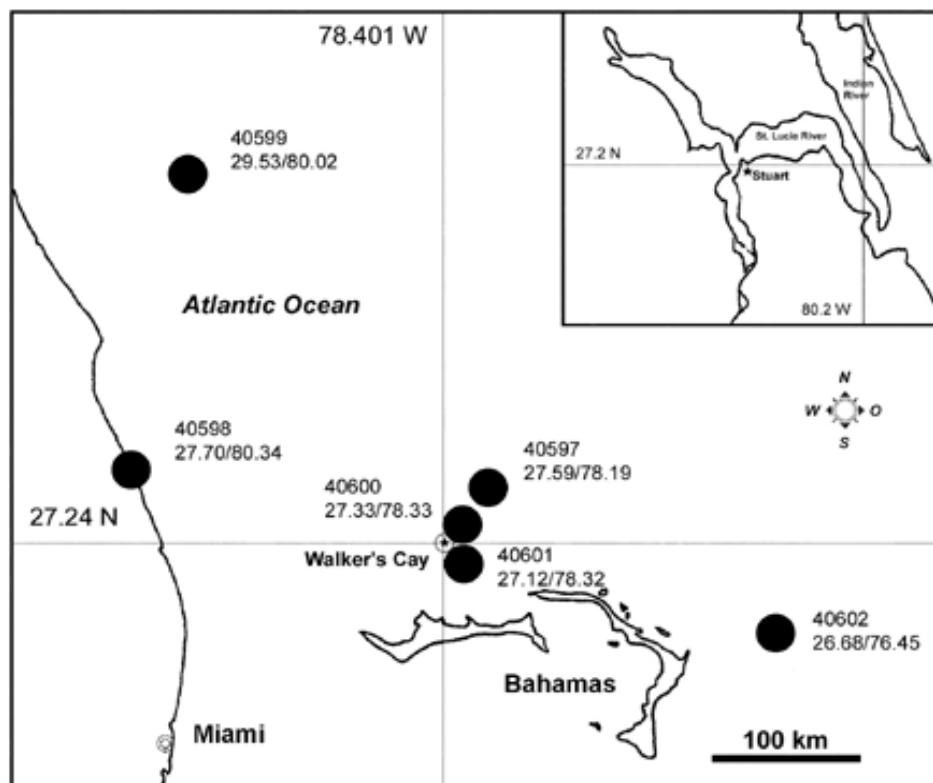 78.401 W
40599
29.53/80.02
Atlantic Ocean
40598
27.70/80.34
27.24 N
40597
27.59/78.19
40600
27.33/78.33
Walker's Cay
40601
27.12/78.32
40602
26.68/76.45
Bahamas
Miami
100 km
Indian
River
St. Lucie River
27.2 N
Stuart
80.2 W
N
W O
S